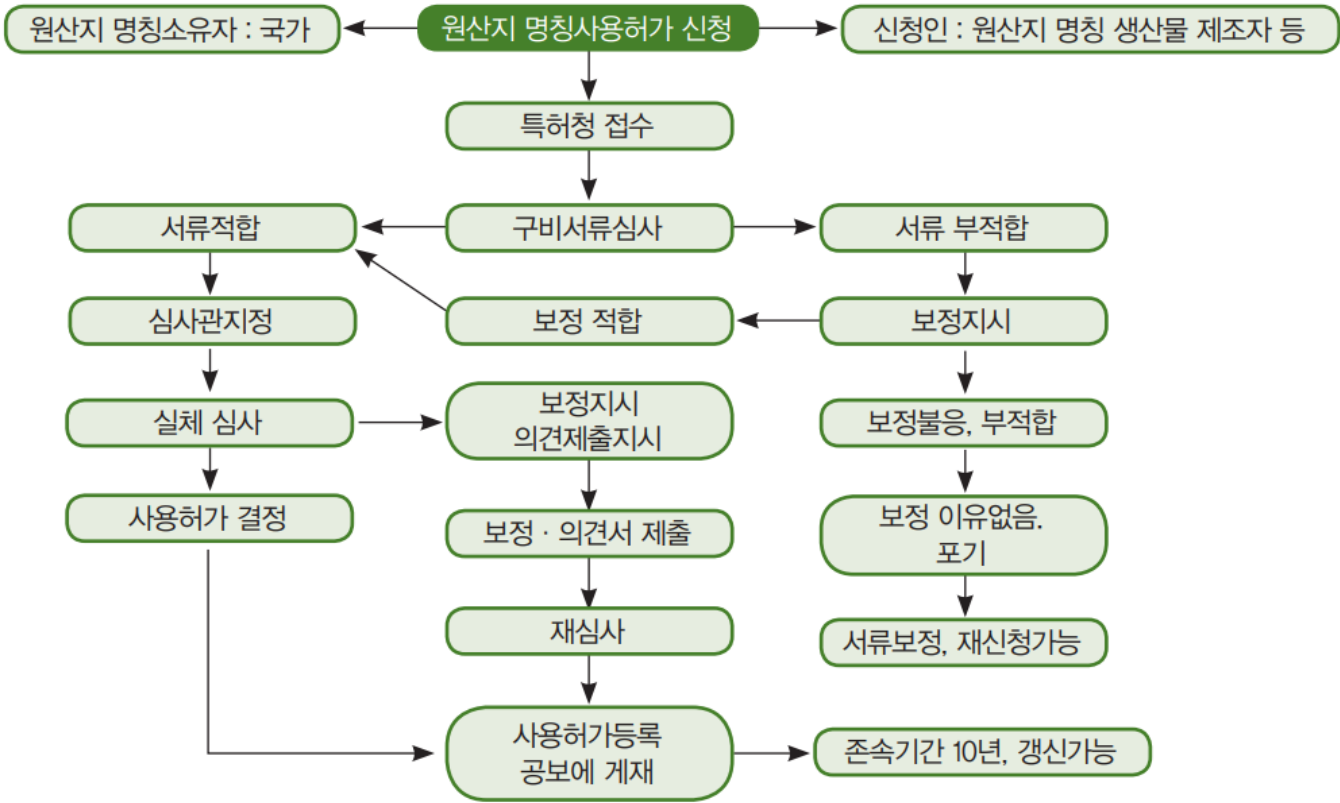 원산지 명칭소유자 : 국가
원산지 명칭사용허가 신청
신청인 : 원산지 명칭 생산물 제조자 등
특허청 접수
서류적합
구비서류심사
서류 부적합
심사관지정
보정 적합
보정지시
실체 심사
보정지시
의견제출지시
보정불응, 부적합
사용허가 결정
보정 · 의견서 제출
보정 이유없음.
포기
재심사
서류보정, 재신청가능
사용허가등록
공보에 게재
존속기간 10년, 갱신가능